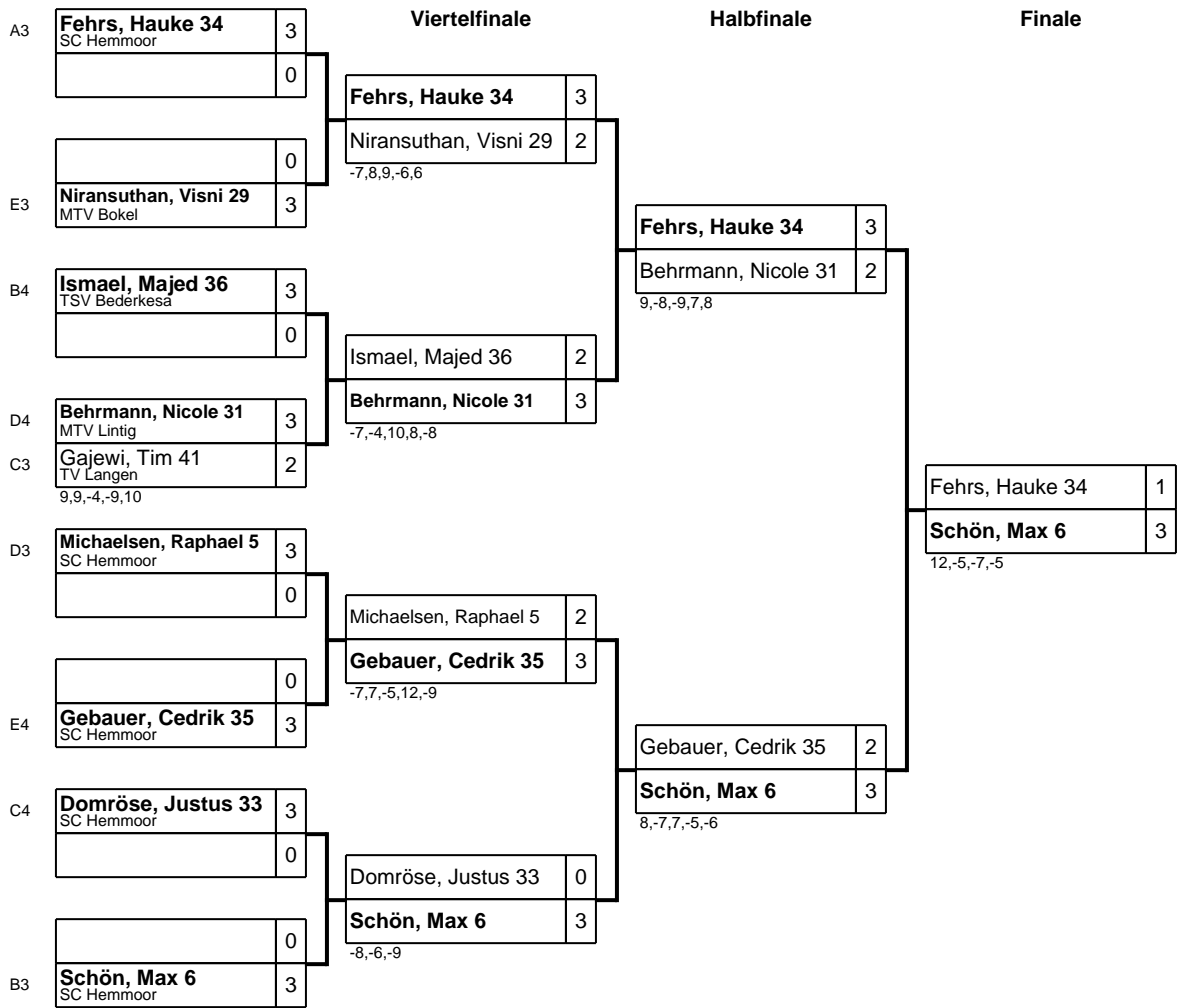 Viertelfinale
Halbfinale
Finale
A3
Fehrs, Hauke 34
3
SC Hemmoor
0
0
E3
Niransuthan, Visni 29
3
MTV Bokel
B4
Ismael, Majed 36
3
TSV Bederkesa
0
D4
Behrmann, Nicole 31
3
MTV Lintig
C3
Gajewi, Tim 41
2
TV Langen
9,9,-4,-9,10
D3
Michaelsen, Raphael 5
3
SC Hemmoor
0
0
E4
Gebauer, Cedrik 35
3
SC Hemmoor
C4
Domröse, Justus 33
3
SC Hemmoor
0
0
B3
Schön, Max 6
3
SC Hemmoor
Fehrs, Hauke 34
3
Niransuthan, Visni 29
2
-7,8,9,-6,6
Ismael, Majed 36
2
Behrmann, Nicole 31
3
-7,-4,10,8,-8
Michaelsen, Raphael 5
2
Gebauer, Cedrik 35
3
-7,7,-5,12,-9
Domröse, Justus 33
0
Schön, Max 6
3
-8,-6,-9
Fehrs, Hauke 34
3
Behrmann, Nicole 31
2
9,-8,-9,7,8
Gebauer, Cedrik 35
2
Schön, Max 6
3
8,-7,7,-5,-6
Fehrs, Hauke 34
1
Schön, Max 6
3
12,-5,-7,-5